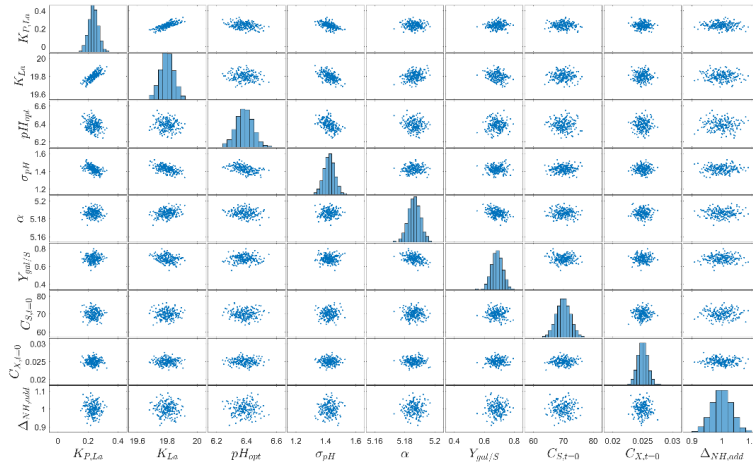 K_{P,La} 0.4 0.2 0
K_{La} 20 19.8 19.6
pH_{opt} 6.6 6.4 6.2
σ_{pH} 1.6 1.4 1.2
α 5.2 5.18 5.16
Y_{gal/S} 0.8 0.6 0.4
C_{S,t=0} 80 70 60
C_{X,t=0} 0.03 0.025 0.02
Δ_{NH,add} 1.1 1 0.9
0 0.2 0.4 19.6 19.8 20 6.2 6.4 6.6 1.2 1.4 1.6 5.16 5.18 5.2 0.4 0.6 0.8 60 70 80 0.02 0.025 0.03 0.9 1 1.1
K_{P,La} K_{La} pH_{opt} σ_{pH} α Y_{gal/S} C_{S,t=0} C_{X,t=0} Δ_{NH,add}